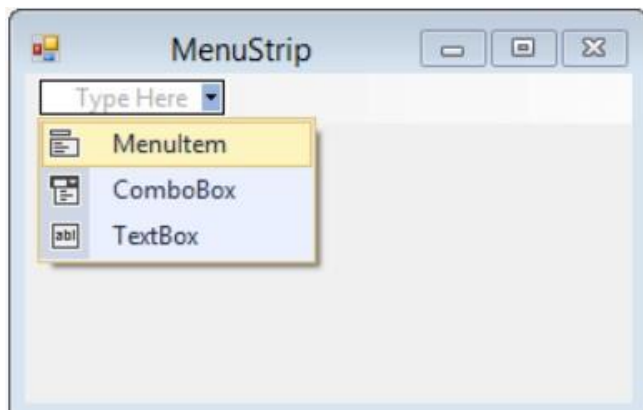 MenuStrip
Type Here
MenuItem
ComboBox
abl TextBox